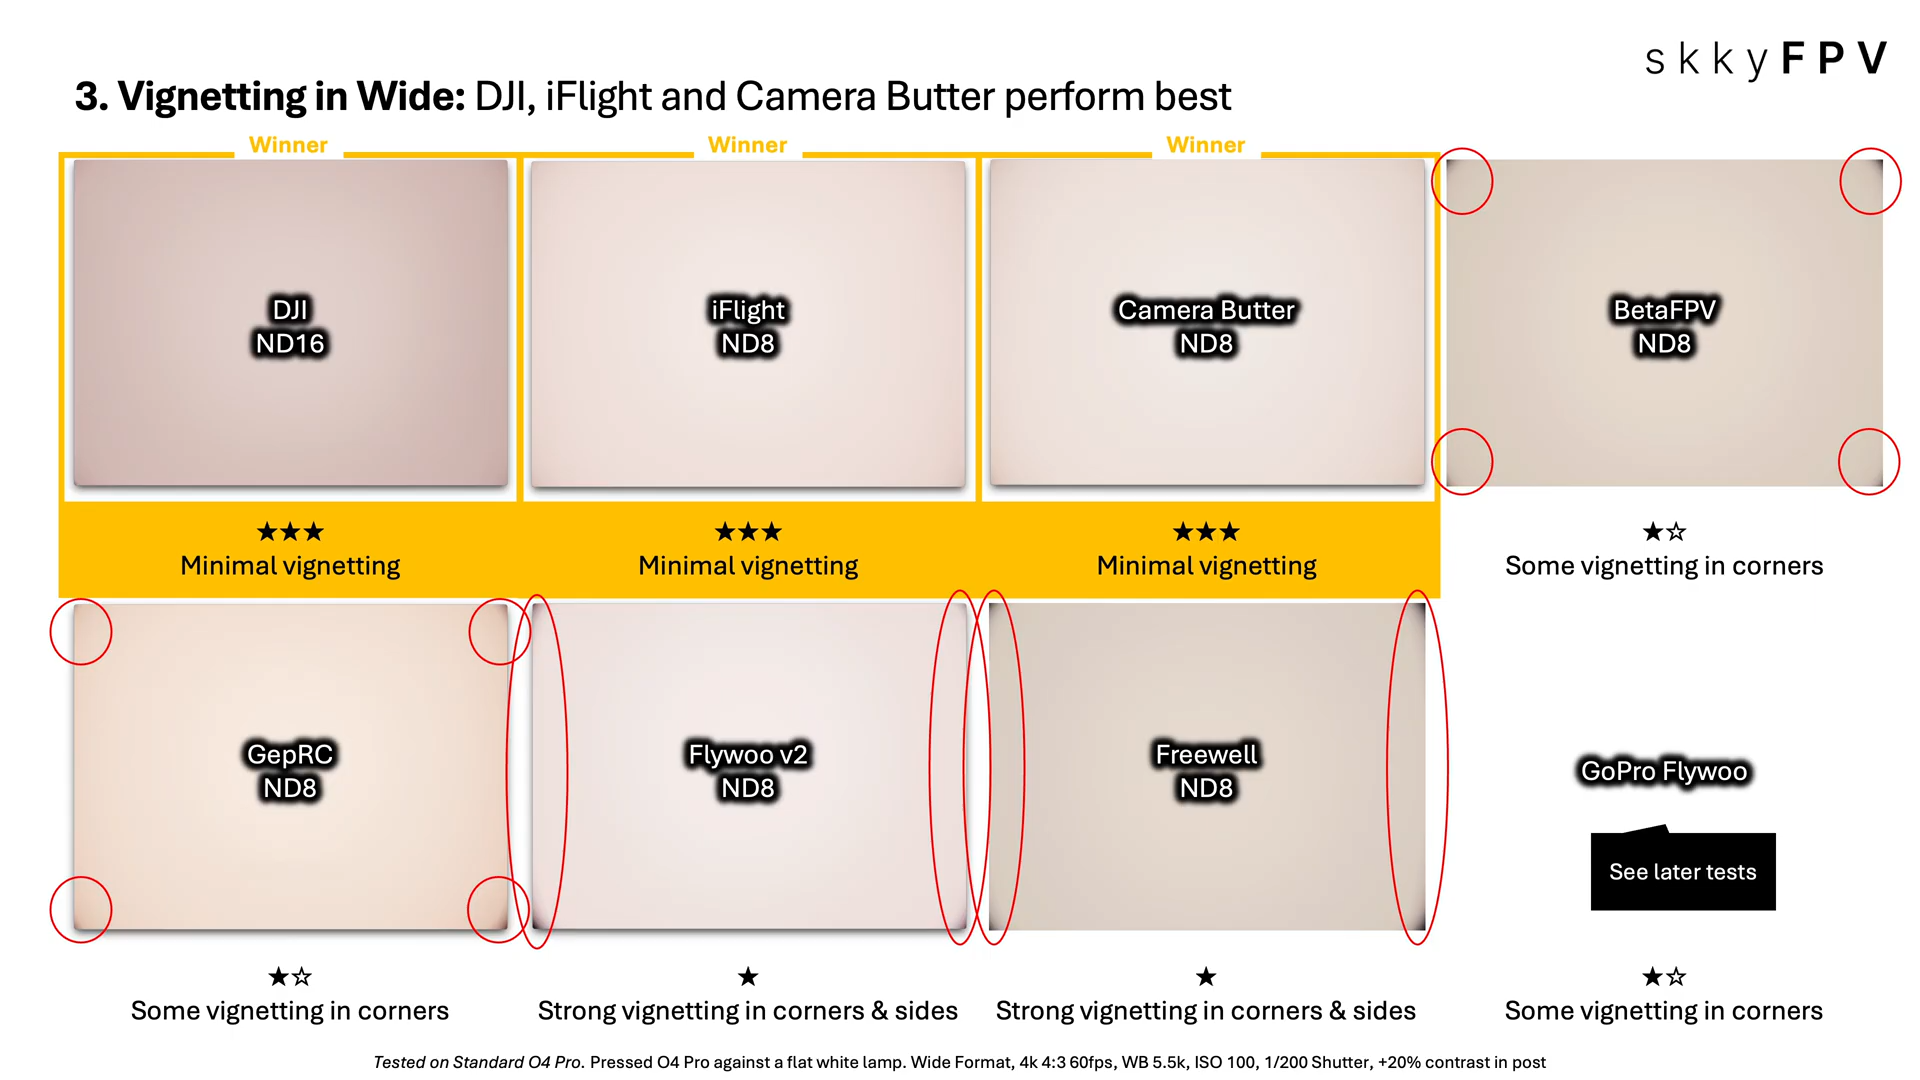 skkyFPV
3. Vignetting in Wide: DJI, iFlight and Camera Butter perform best
Winner
Winner
Winner
DJI
ND16
iFlight
ND8
Camera Butter
ND8
BetaFPV
ND8
★★★
Minimal vignetting
★★★
Minimal vignetting
★★★
Minimal vignetting
★☆
Some vignetting in corners
GepRC
ND8
Flywoo v2
ND8
Freewell
ND8
GoPro Flywoo
See later tests
★☆
Some vignetting in corners
★
Strong vignetting in corners & sides
★
Strong vignetting in corners & sides
★☆
Some vignetting in corners
Tested on Standard O4 Pro. Pressed O4 Pro against a flat white lamp. Wide Format, 4k 4:3 60fps, WB 5.5k, ISO 100, 1/200 Shutter, +20% contrast in post